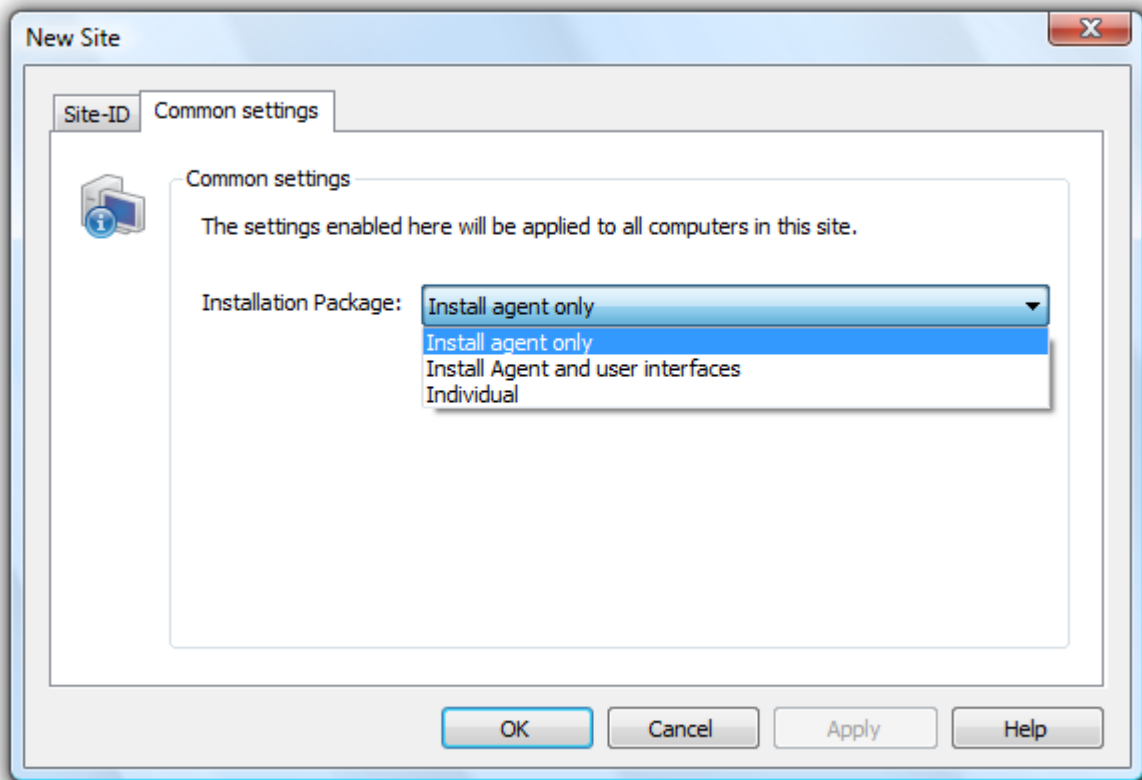 New Site
Site-ID
Common settings
Common settings
The settings enabled here will be applied to all computers in this site.
Installation Package:
Install agent only
Install agent only
Install Agent and user interfaces
Individual
OK
Cancel
Apply
Help